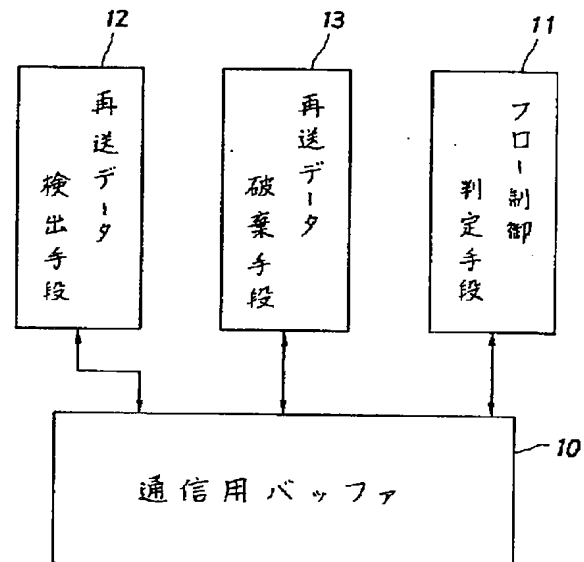 12
再送データ
検出手段
13
再送データ
破棄手段
11
フロー制御
判定手段
10
通信用バッファ